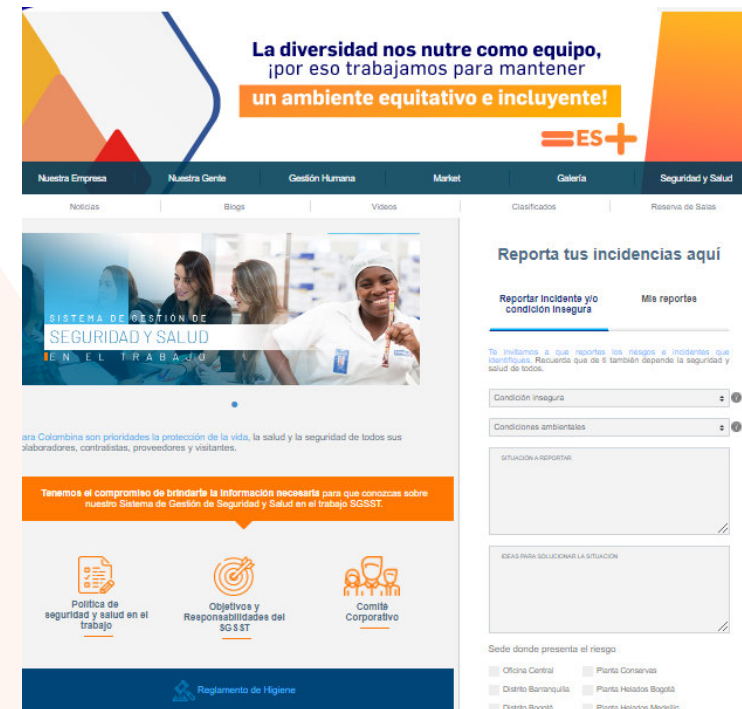 La diversidad nos nutre como equipo,
¡por eso trabajamos para mantener
un ambiente equitativo e incluyente!
=ES+
Nuestra Empresa
Nuestra Gente
Gestión Humana
Market
Galería
Seguridad y Salud
Noticias
Blogs
Videos
Clasificados
Reserva de Salas
SISTEMA DE GESTIÓN DE
SEGURIDAD Y SALUD
EN EL TRABAJO
ara Colombina son prioridades la protección de la vida, la salud y la seguridad de todos sus
olaboradores, contratistas, proveedores y visitantes.
Tenemos el compromiso de brindarte la información necesaria para que conozcas sobre
nuestro Sistema de Gestión de Seguridad y Salud en el trabajo SGSST.
Política de
seguridad y salud en el
trabajo
Objetivos y
Responsabilidades del
SGSST
Comité
Corporativo
Reglamento de Higiene
Reporta tus incidencias aquí
Reportar Incidente y/o
condición Insegura
Mis reportes
Te invitamos a que reportes los riesgos e incidentes que
identifiques. Recuerda que de ti también depende la seguridad y
salud de todos.
Condición insegura
Condiciones ambientales
SITUACIÓN A REPORTAR
IDEAS PARA SOLUCIONAR LA SITUACIÓN
Sede donde presenta el riesgo
Oficina Central
Planta Conservas
Distrito Barranquilla
Planta Helados Bogotá
Distrito Bogotá
Planta Helados Medellín